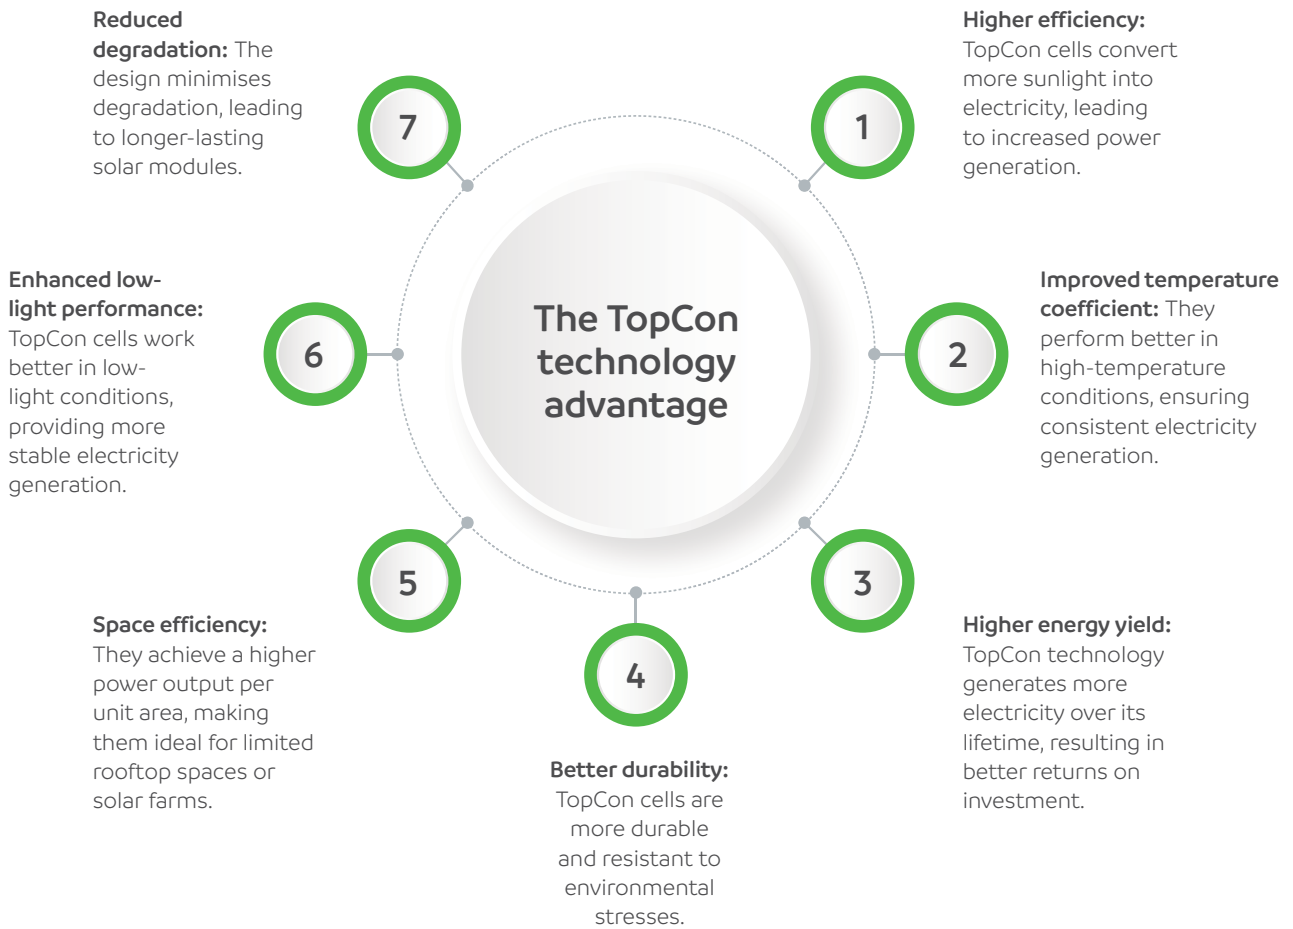 The TopCon
technology
advantage
1
Higher efficiency:
TopCon cells convert
more sunlight into
electricity, leading
to increased power
generation.
2
Improved temperature
coefficient: They
perform better in
high-temperature
conditions, ensuring
consistent electricity
generation.
3
Higher energy yield:
TopCon technology
generates more
electricity over its
lifetime, resulting in
better returns on
investment.
4
Better durability:
TopCon cells are
more durable
and resistant to
environmental
stresses.
5
Space efficiency:
They achieve a higher
power output per
unit area, making
them ideal for limited
rooftop spaces or
solar farms.
6
Enhanced low-
light performance:
TopCon cells work
better in low-
light conditions,
providing more
stable electricity
generation.
7
Reduced
degradation: The
design minimises
degradation, leading
to longer-lasting
solar modules.